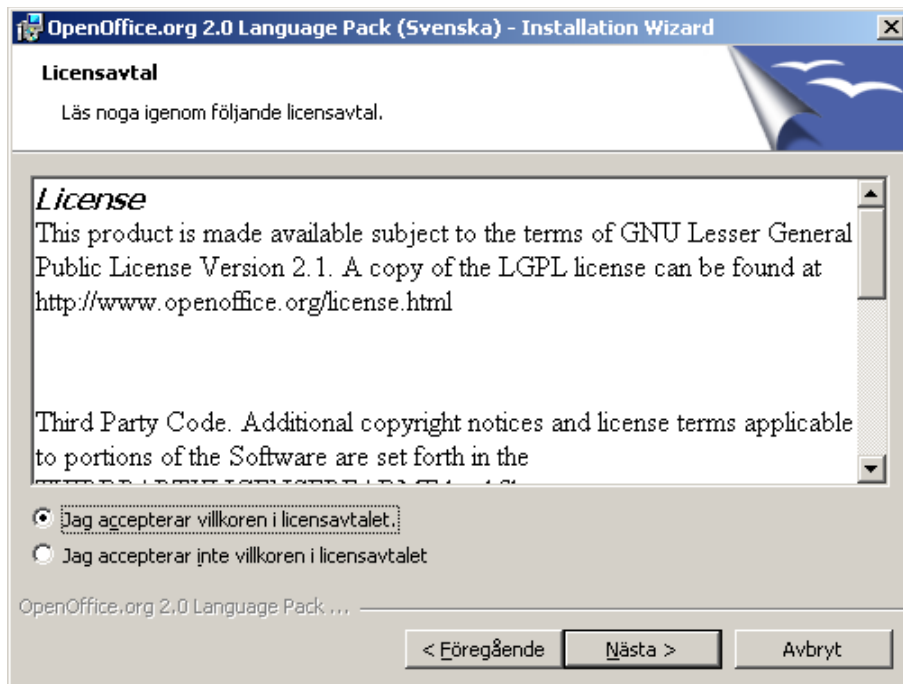 OpenOffice.org 2.0 Language Pack (Svenska) - Installation Wizard
Licensavtal
Läs noga igenom följande licensavtal.
License
This product is made available subject to the terms of GNU Lesser General
Public License Version 2.1. A copy of the LGPL license can be found at
http://www.openoffice.org/license.html
Third Party Code. Additional copyright notices and license terms applicable
to portions of the Software are set forth in the
Jag accepterar villkoren i licensavtalet.
Jag accepterar inte villkoren i licensavtalet
OpenOffice.org 2.0 Language Pack ...
< Föregående
Nästa >
Avbryt